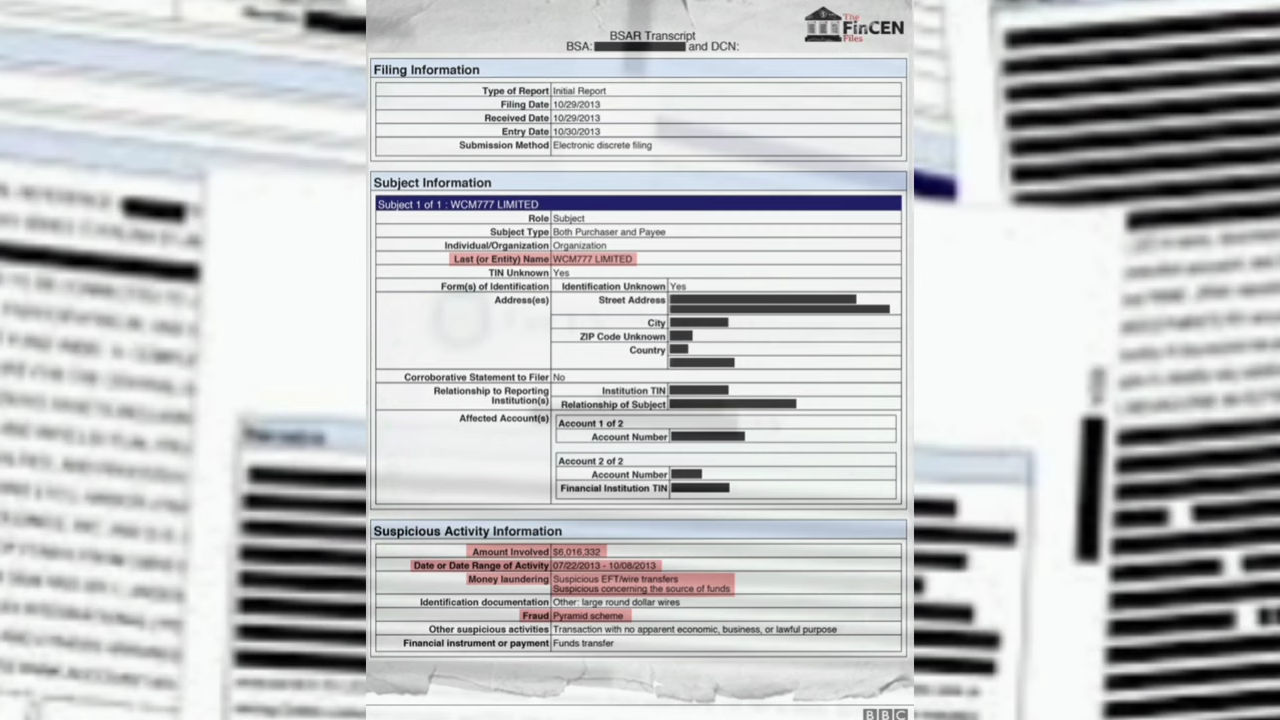 The
FinCEN
Files
BSAR Transcript
BSA: and DCN:
Filing Information
Type of Report Initial Report
Filing Date 10/29/2013
Received Date 10/29/2013
Entry Date 10/30/2013
Submission Method Electronic discrete filing
Subject Information
Subject 1 of 1 : WCM777 LIMITED
Role Subject
Subject Type Both Purchaser and Payee
Individual/Organization Organization
Last (or Entity) Name WCM777 LIMITED
TIN Unknown Yes
Form(s) of Identification Identification Unknown Yes
Address(es) Street Address
City
ZIP Code Unknown
Country
Corroborative Statement to Filer No
Relationship to Reporting Institution TIN
Institution(s)
Relationship of Subject
Affected Account(s)
Account 1 of 2
Account Number
Account 2 of 2
Account Number
Financial Institution TIN
Suspicious Activity Information
Amount Involved $6,016,332
Date or Date Range of Activity 07/22/2013 - 10/08/2013
Money laundering Suspicious EFT/wire transfers
Suspicious concerning the source of funds
Identification documentation Other: large round dollar wires
Fraud Pyramid scheme
Other suspicious activities Transaction with no apparent economic, business, or lawful purpose
Financial instrument or payment Funds transfer
BBC